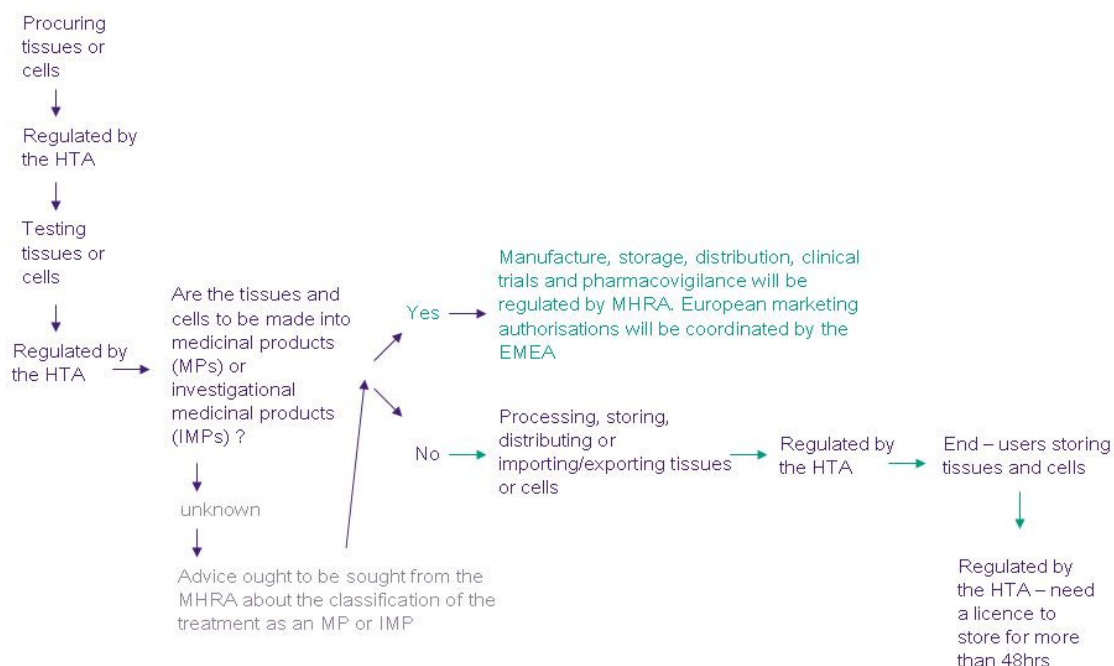 Procuring
tissues or
cells
Regulated by
the HTA
Testing
tissues or
cells
Regulated by
the HTA
Are the tissues and
cells to be made into
medicinal products
(MPs) or
investigational
medicinal products
(IMPs) ?
unknown
Advice ought to be sought from the
MHRA about the classification of the
treatment as an MP or IMP
Yes
Manufacture, storage, distribution, clinical
trials and pharmacovigilance will be
regulated by MHRA. European marketing
authorisations will be coordinated by the
EMEA
No
Processing, storing,
distributing or
importing/exporting tissues
or cells
Regulated by
the HTA
End – users storing
tissues and cells
Regulated by
the HTA – need
a licence to
store for more
than 48hrs